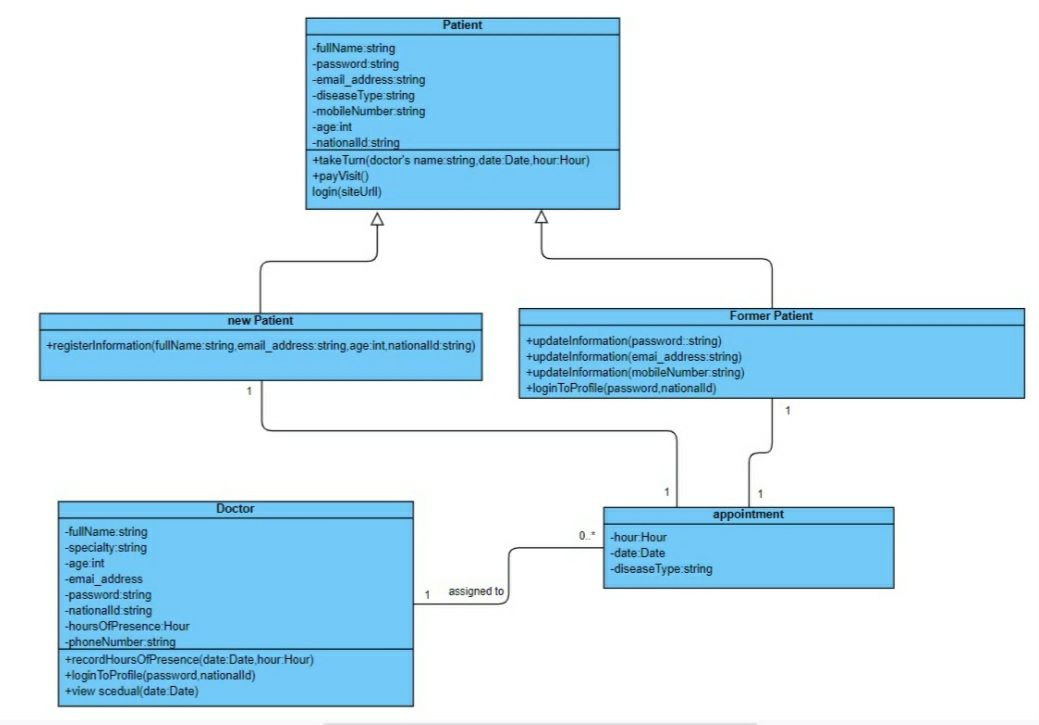 Patient
-fullName:string
-password:string
-email_address:string
-diseaseType:string
-mobileNumber:string
-age:int
-nationalId:string
+takeTurn(doctor's name:string,date:Date,hour:Hour)
+payVisit()
login(siteUrll)
new Patient
+registerInformation(fullName:string,email_address:string,age:int,nationalId:string)
Former Patient
+updateInformation(password::string)
+updateInformation(emai_address:string)
+updateInformation(mobileNumber:string)
+loginToProfile(password,nationalId)
1
1
1
1
Doctor
-fullName:string
-specialty:string
-age:int
-emai_address
-password:string
-nationalId:string
-hoursOfPresence:Hour
-phoneNumber:string
+recordHoursOfPresence(date:Date,hour:Hour)
+loginToProfile(password,nationalId)
+view scedual(date:Date)
1
assigned to
0..*
appointment
-hour:Hour
-date:Date
-diseaseType:string